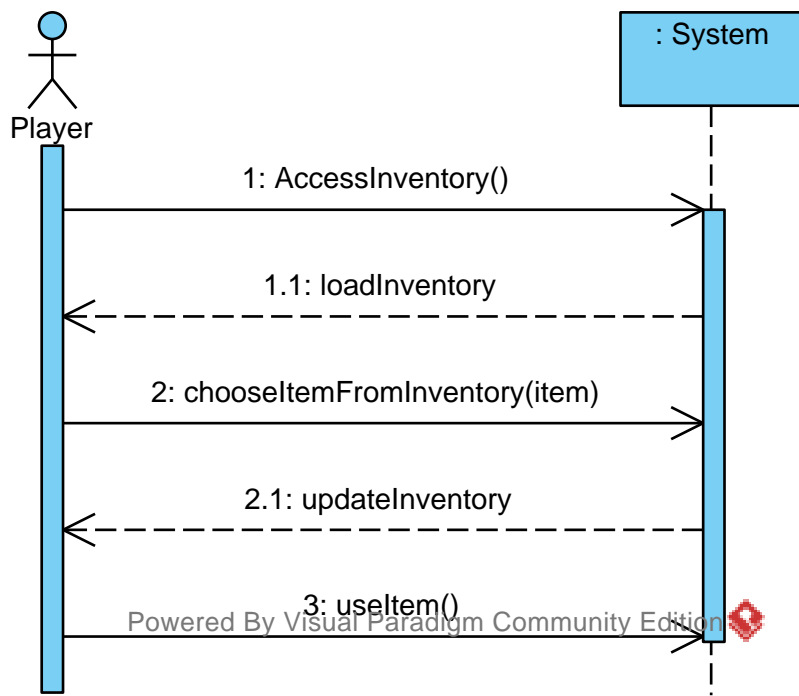 : System
Player
1: AccessInventory()
1.1: loadInventory
2: chooseItemFromInventory(item)
2.1: updateInventory
3: useItem()
Powered By Visual Paradigm Community Edition